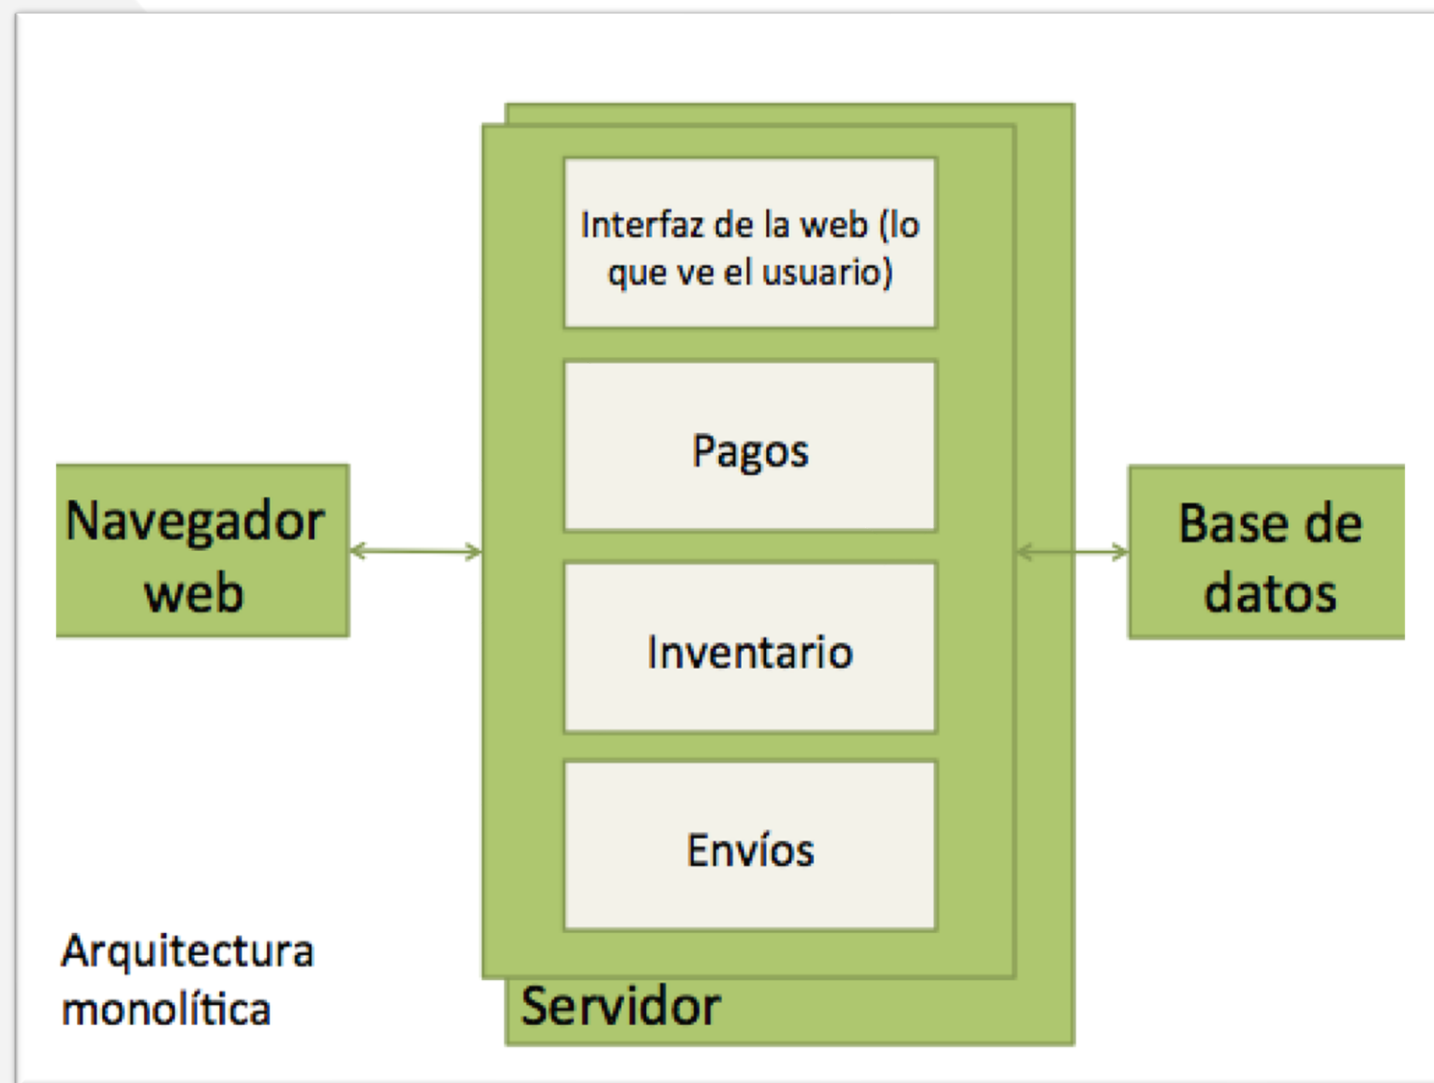 Interfaz de la web (lo
que ve el usuario)
Pagos
Navegador
web
Base de
datos
Inventario
Envíos
Arquitectura
monolítica
Servidor